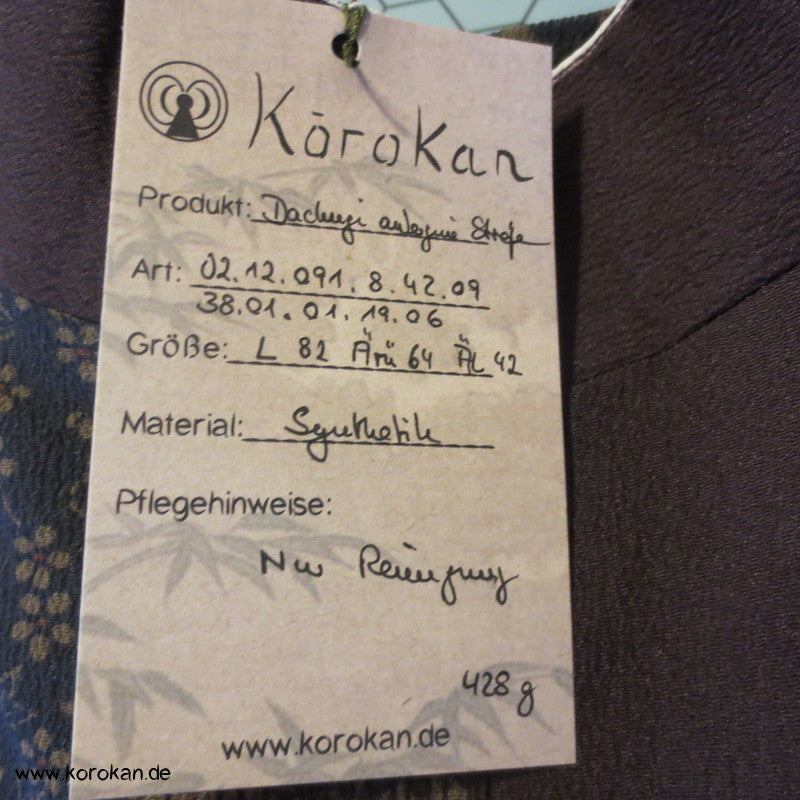 Kōrokan
Produkt:
Art: 02.12.091.8.42.09
38.01.01.19.06
Größe: L 82 Ärü 64 ÄL 42
Material: Synthetik
Pflegehinweise:
Nur Reinigung
428 g
www.korokan.de
www.korokan.de